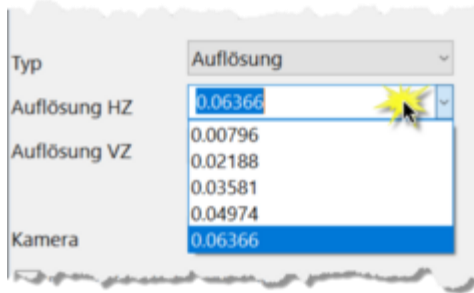 Typ Auflösung
Auflösung HZ 0.06366
0.00796
Auflösung VZ 0.02188
0.03581
0.04974
Kamera 0.06366